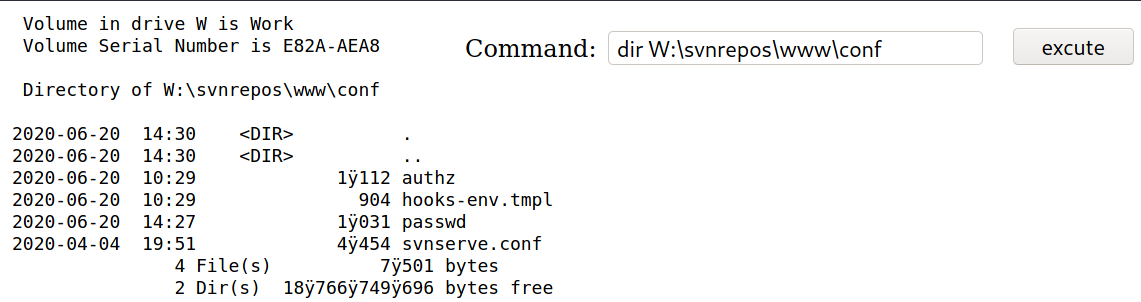 Volume in drive W is Work
Volume Serial Number is E82A-AEA8
Command: dir W:\svnrepos\www\conf excute
Directory of W:\svnrepos\www\conf
2020-06-20 14:30 <DIR> .
2020-06-20 14:30 <DIR> ..
2020-06-20 10:29 1ÿ112 authz
2020-06-20 10:29 904 hooks-env.tmpl
2020-06-20 14:27 1ÿ031 passwd
2020-04-04 19:51 4ÿ454 svnserve.conf
4 File(s) 7ÿ501 bytes
2 Dir(s) 18ÿ766ÿ749ÿ696 bytes free